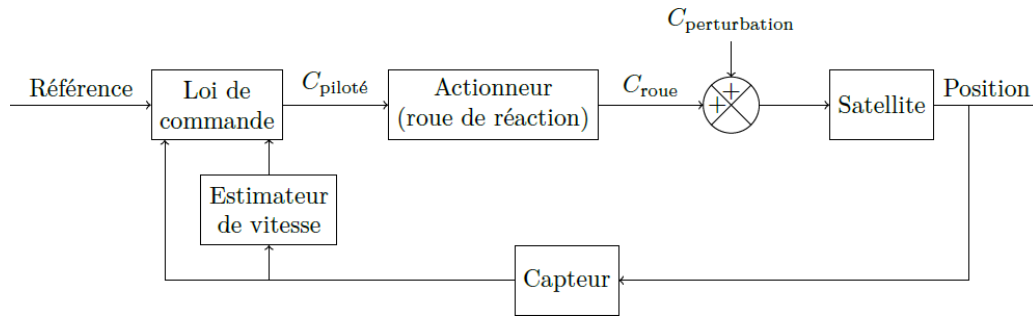 C_perturbation
Référence
Loi de
commande
C_piloté
Actionneur
(roue de réaction)
C_roue
+
+
Satellite
Position
Estimateur
de vitesse
Capteur